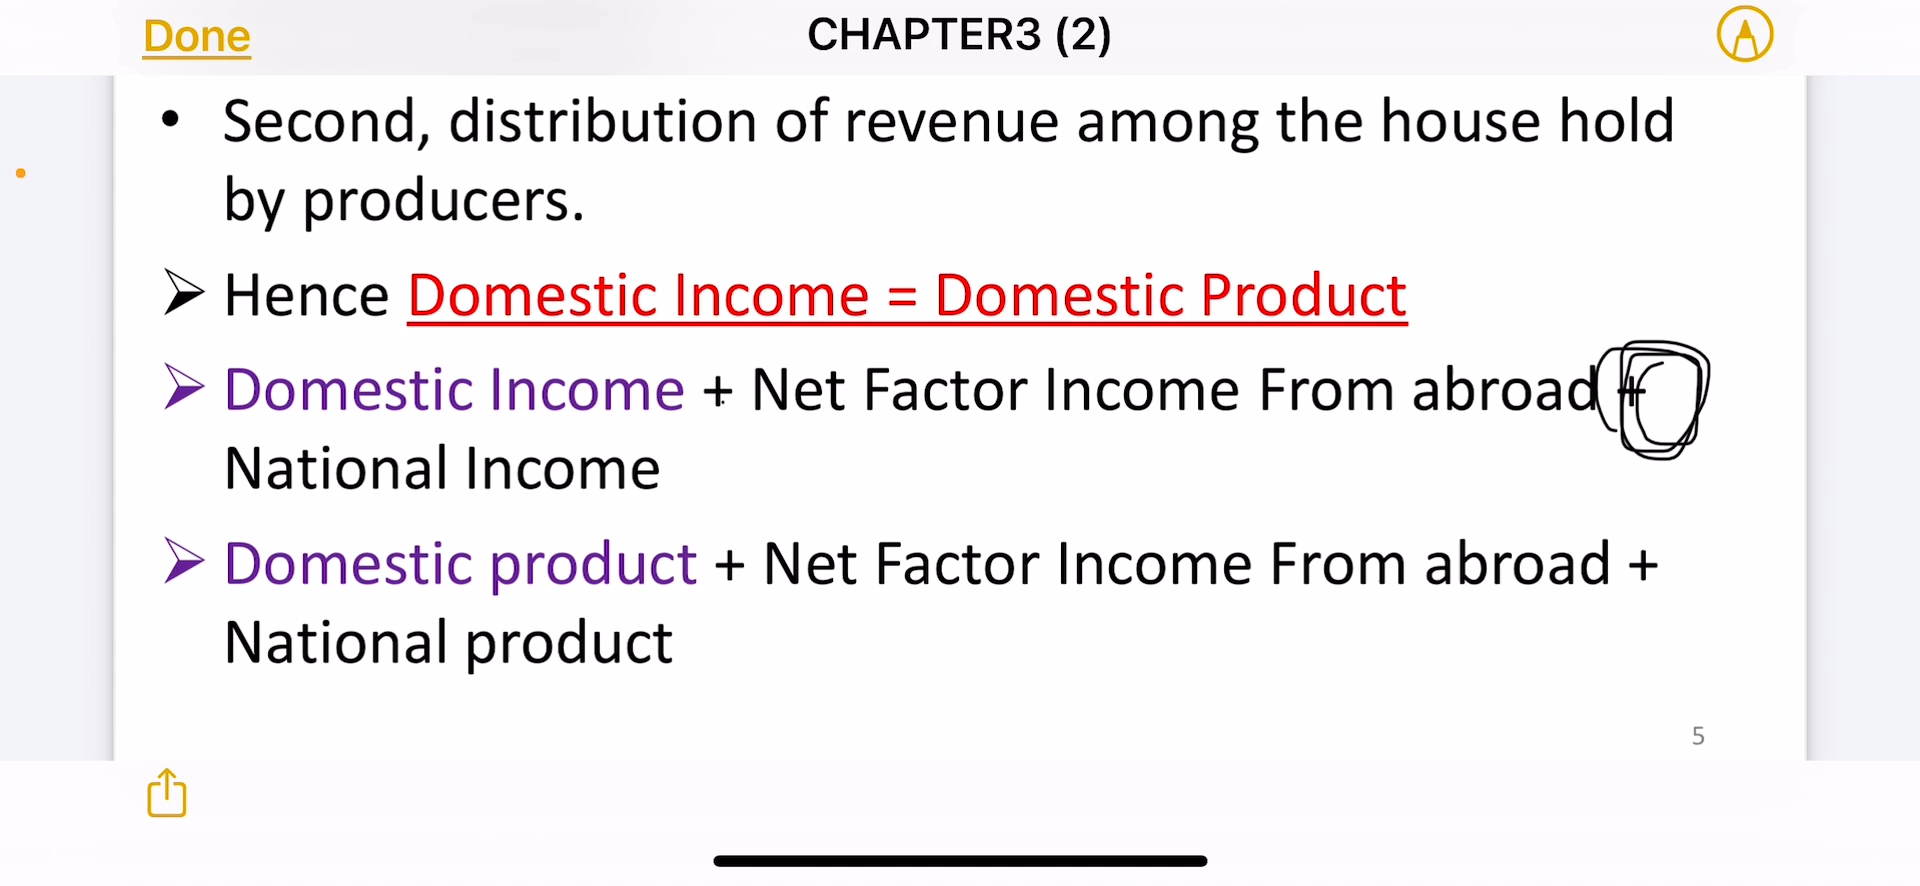 Done
CHAPTER3 (2)
• Second, distribution of revenue among the house hold
by producers.
➢ Hence Domestic Income = Domestic Product
➢ Domestic Income + Net Factor Income From abroad +
National Income
➢ Domestic product + Net Factor Income From abroad +
National product
5